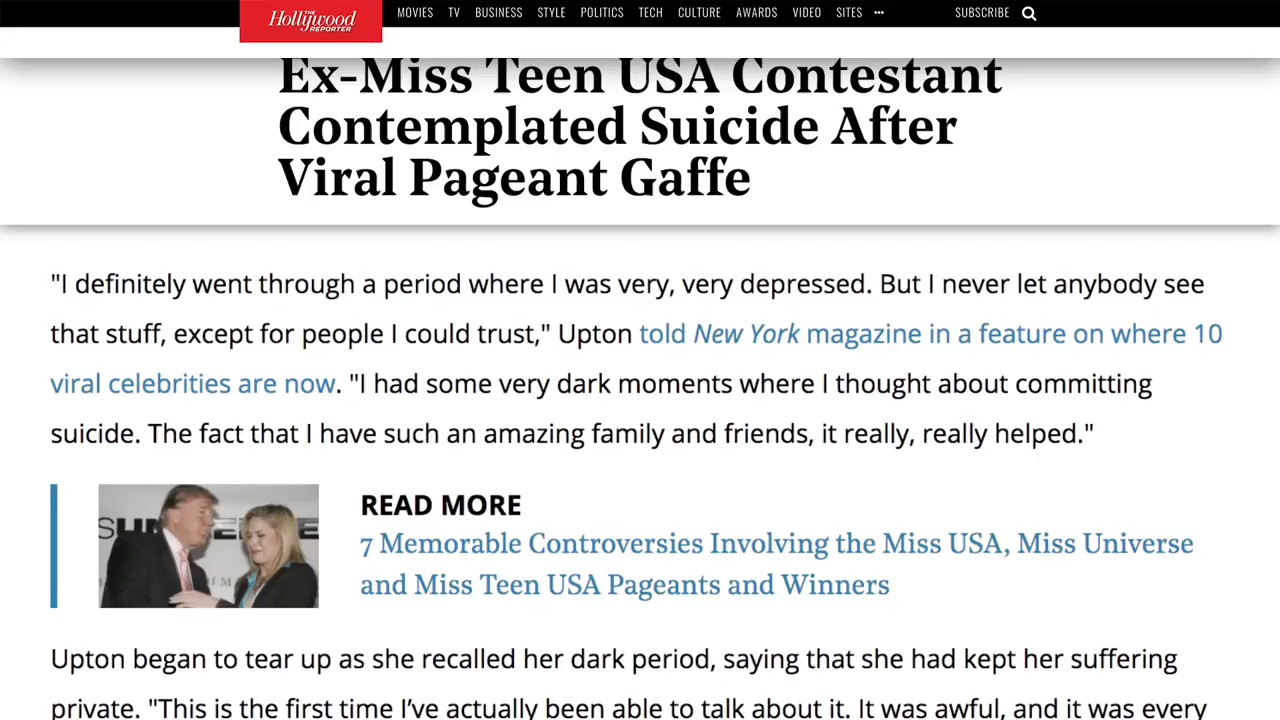 THE Hollywood REPORTER
MOVIES TV BUSINESS STYLE POLITICS TECH CULTURE AWARDS VIDEO SITES ••• SUBSCRIBE
Ex-Miss Teen USA Contestant
Contemplated Suicide After
Viral Pageant Gaffe
"I definitely went through a period where I was very, very depressed. But I never let anybody see
that stuff, except for people I could trust," Upton told New York magazine in a feature on where 10
viral celebrities are now. "I had some very dark moments where I thought about committing
suicide. The fact that I have such an amazing family and friends, it really, really helped."
READ MORE
7 Memorable Controversies Involving the Miss USA, Miss Universe
and Miss Teen USA Pageants and Winners
Upton began to tear up as she recalled her dark period, saying that she had kept her suffering
private. "This is the first time I’ve actually been able to talk about it. It was awful, and it was every